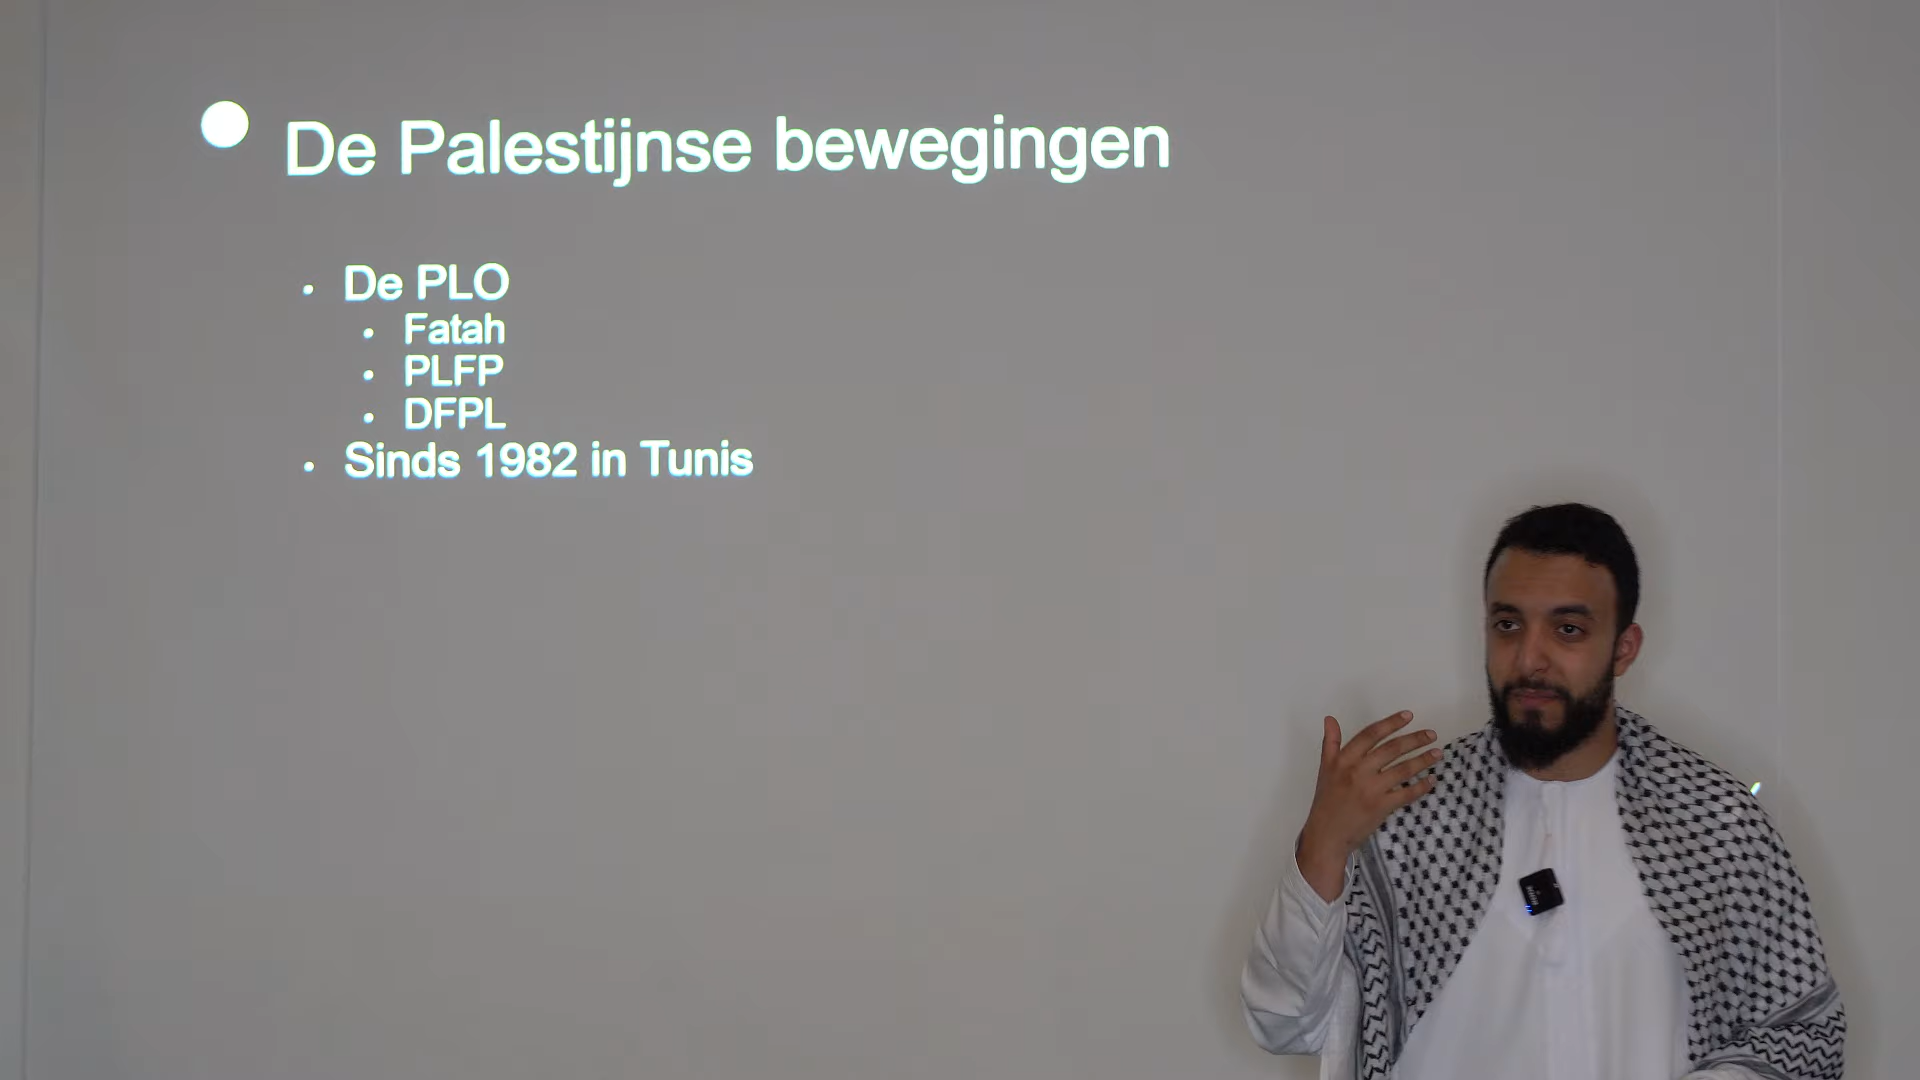 De Palestijnse bewegingen
De PLO
Fatah
PLFP
DFPL
Sinds 1982 in Tunis